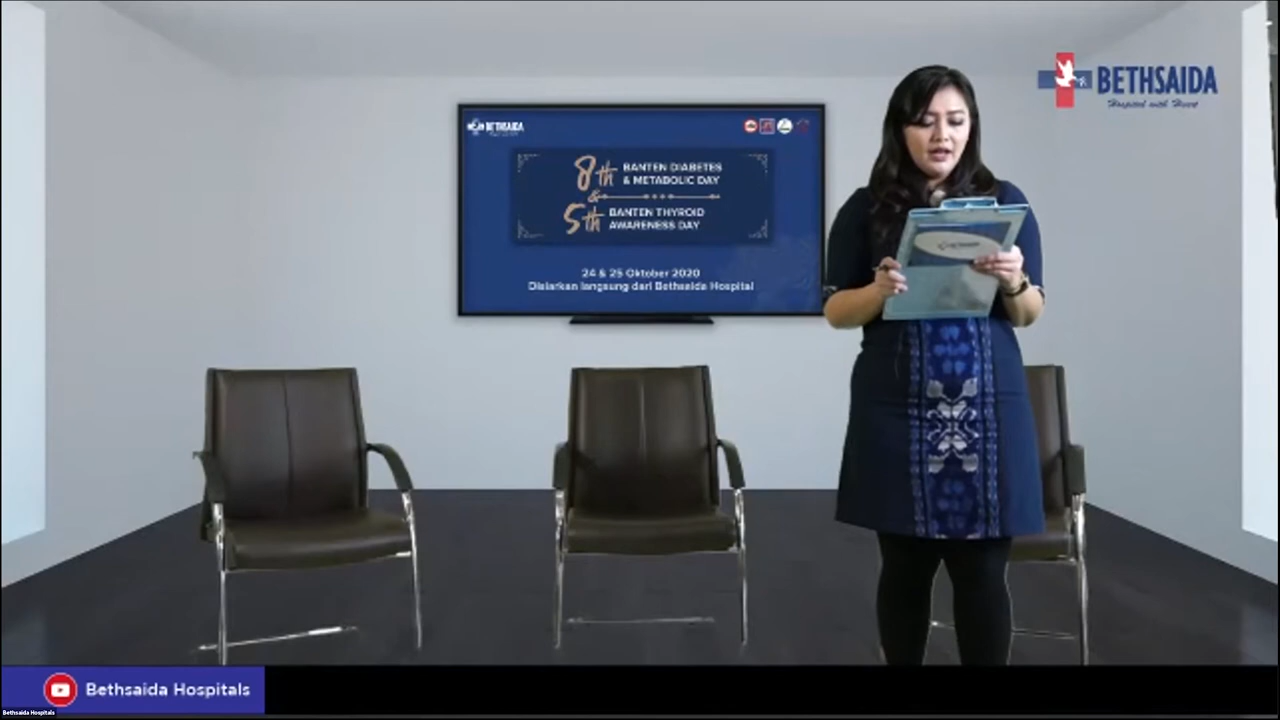 BETHSAIDA
Hospital with Heart
BETHSAIDA
8th BANTEN DIABETES
& METABOLIC DAY
&
5th BANTEN THYROID
AWARENESS DAY
24 & 25 Oktober 2020
Disiarkan langsung dari Bethsaida Hospital
Bethsaida Hospitals
Bethsaida Hospitals